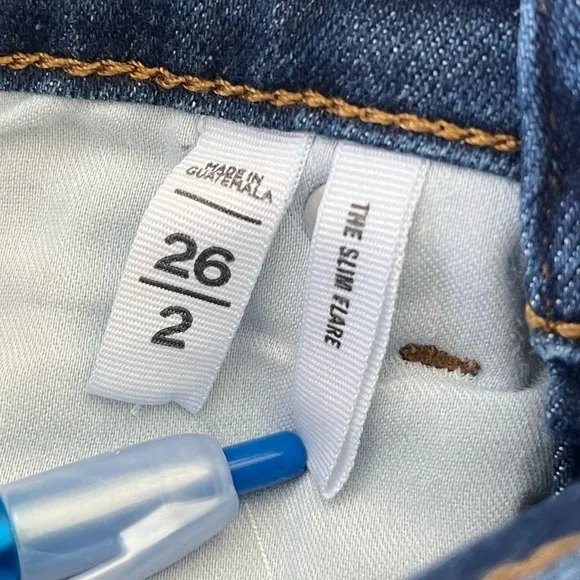 MADE IN
GUATEMALA
26
2
THE SLIM FLARE